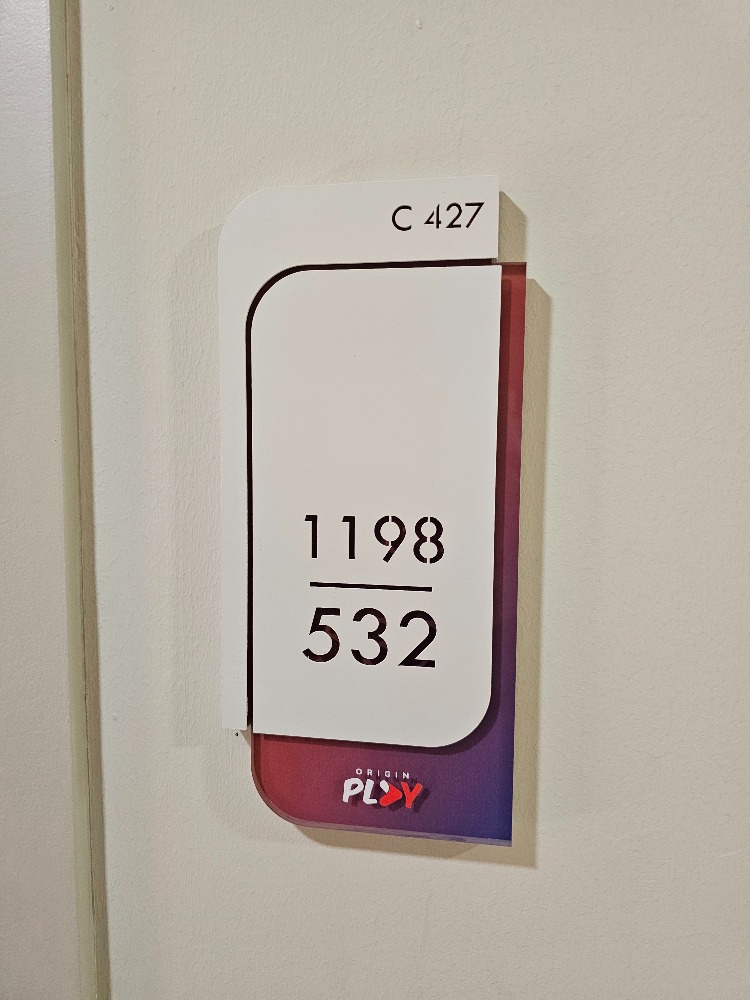 C 427
1198
532
ORIGIN
PLAY